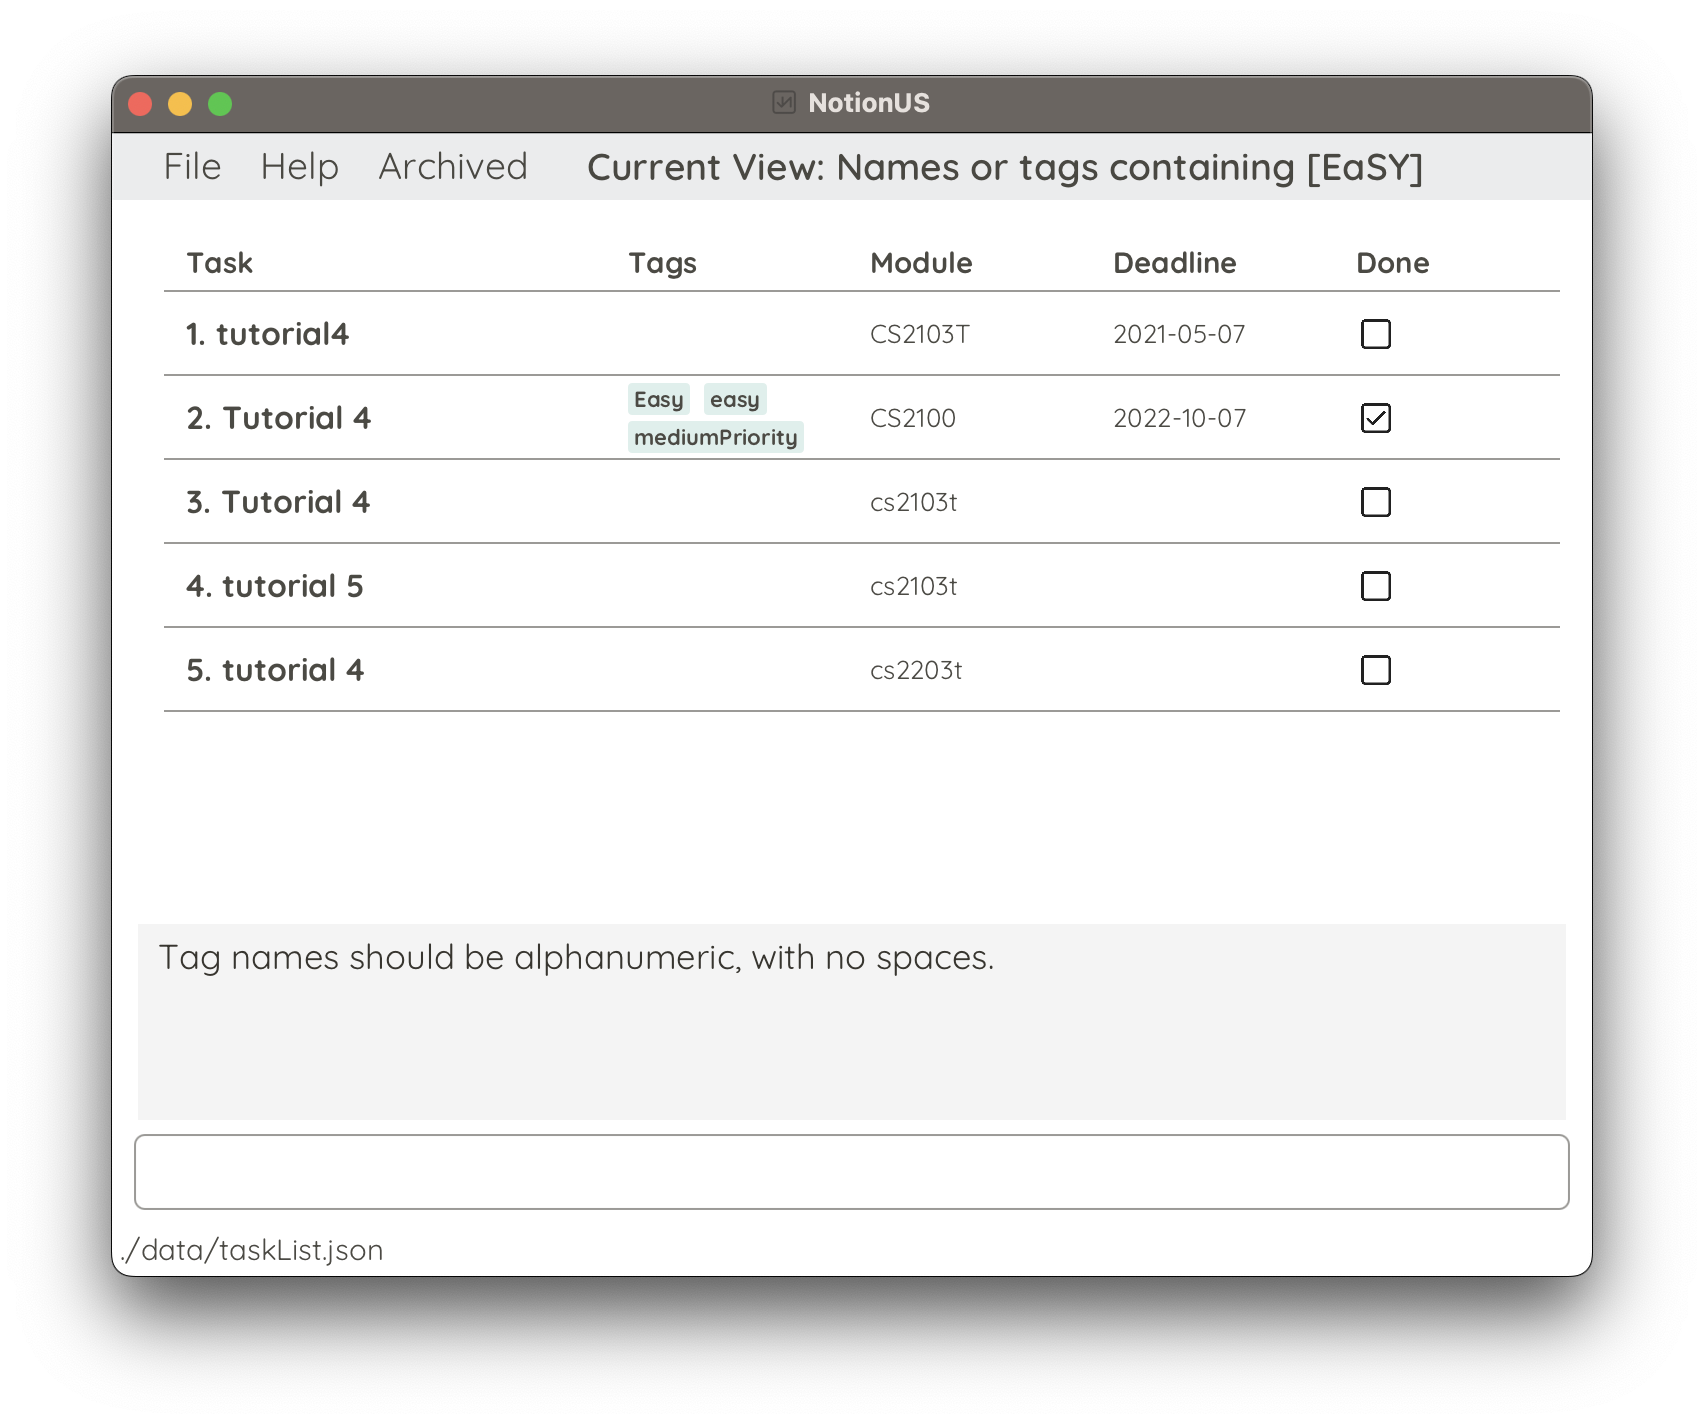 NotionUS
File Help Archived Current View: Names or tags containing [EaSY]
Task Tags Module Deadline Done
1. tutorial4 CS2103T 2021-05-07
2. Tutorial 4 Easy easy mediumPriority CS2100 2022-10-07
3. Tutorial 4 cs2103t
4. tutorial 5 cs2103t
5. tutorial 4 cs2203t
Tag names should be alphanumeric, with no spaces.
./data/taskList.json